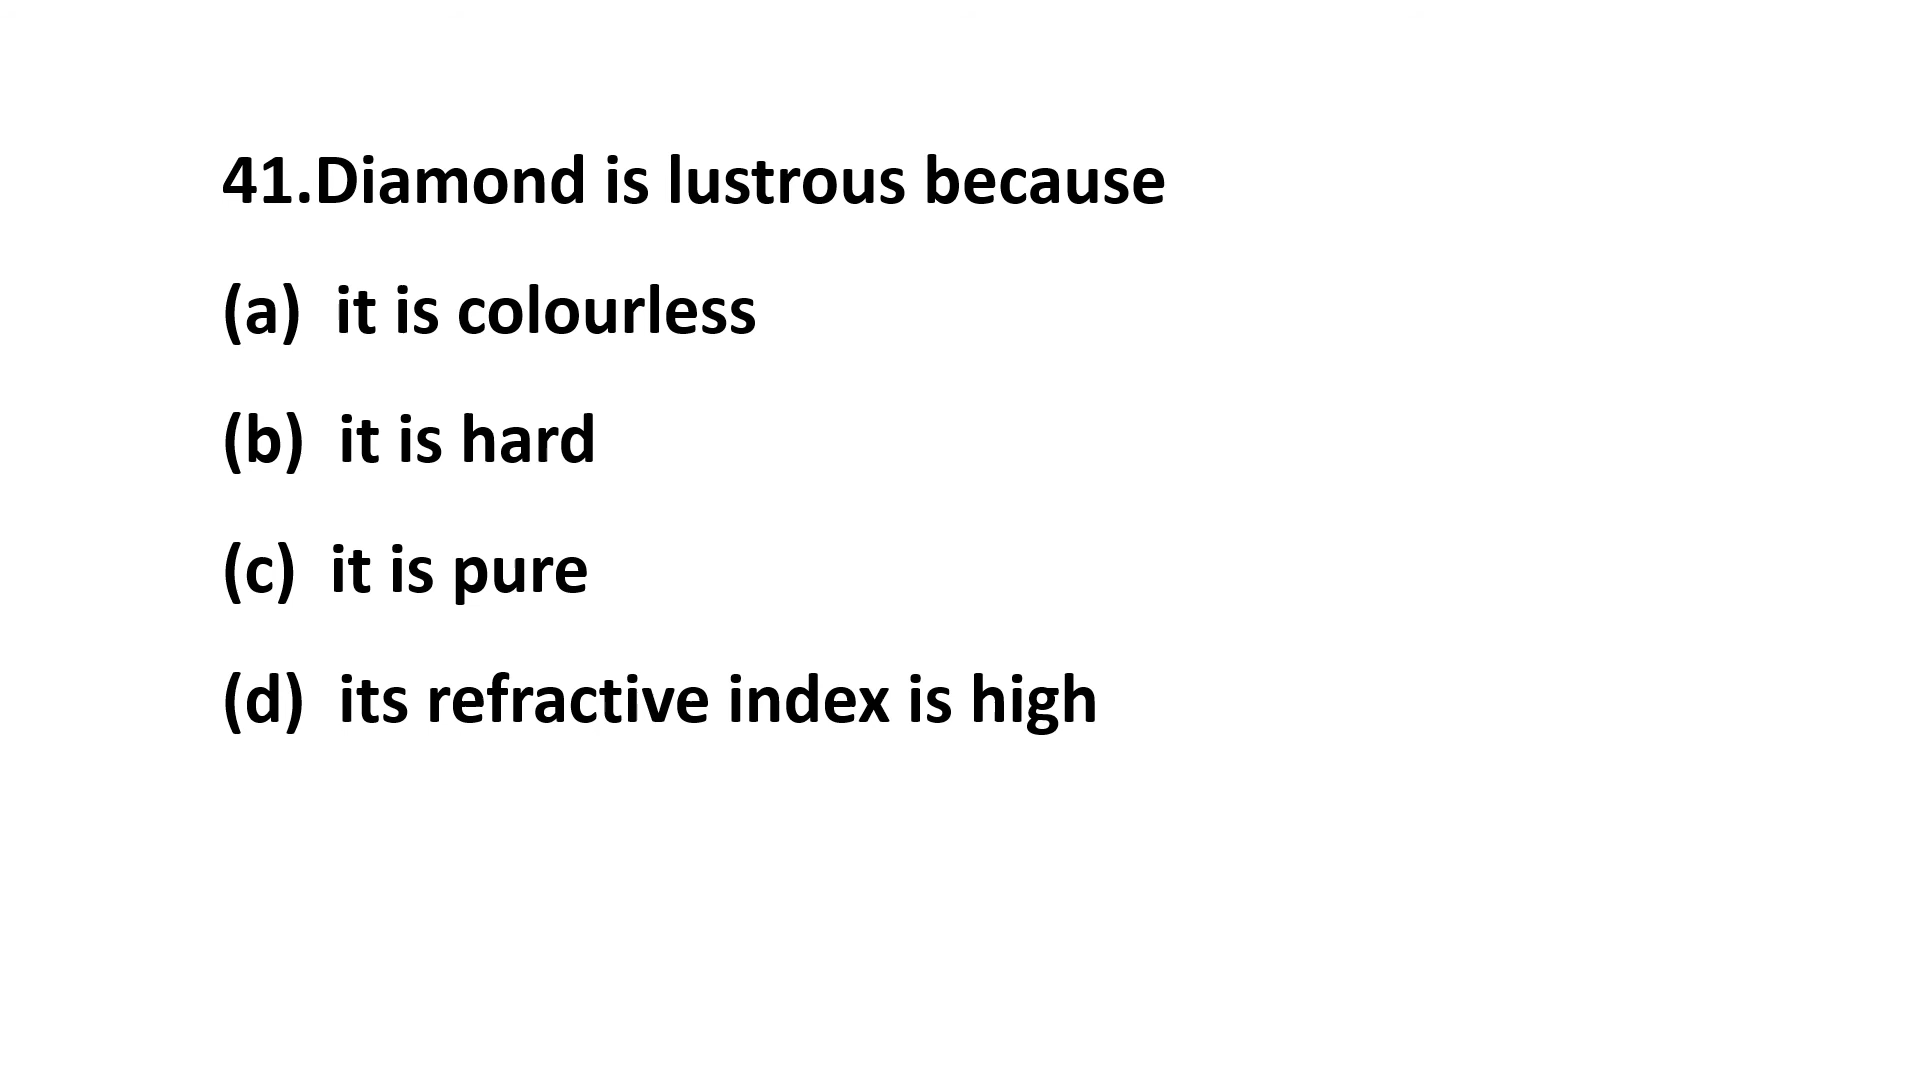 41.Diamond is lustrous because
(a) it is colourless
(b) it is hard
(c) it is pure
(d) its refractive index is high